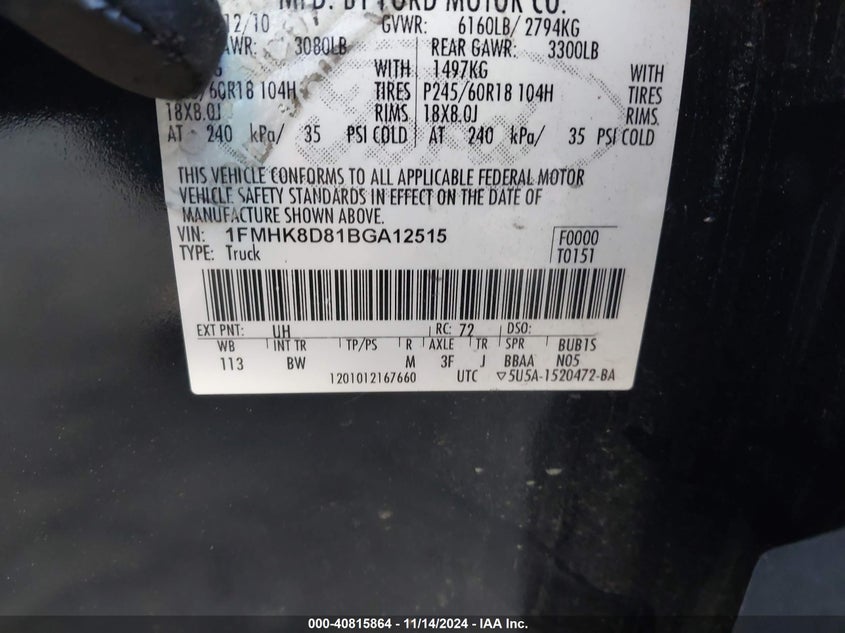 MFD. BY FORD MOTOR CO.
12/10 GVWR: 6160LB/ 2794KG
GAWR: 3080LB REAR GAWR: 3300LB
WITH 1497KG WITH
/60R18 104H TIRES P245/60R18 104H TIRES
18X8.0J RIMS 18X8.0J RIMS.
AT 240 kPa/ 35 PSI COLD AT 240 kPa/ 35 PSI COLD
THIS VEHICLE CONFORMS TO ALL APPLICABLE FEDERAL MOTOR
VEHICLE SAFETY STANDARDS IN EFFECT ON THE DATE OF
MANUFACTURE SHOWN ABOVE.
VIN: 1FMHK8D81BGA12515 F0000
TYPE: Truck T0151
EXT PNT: UH RC: 72 DSO:
WB INT TR TP/PS R AXLE TR SPR BUB1S
113 BW M 3F J BBAA N05
1201012167660 UTC ▽5U5A-1520472-BA
000-40815864 - 11/14/2024 - IAA Inc.